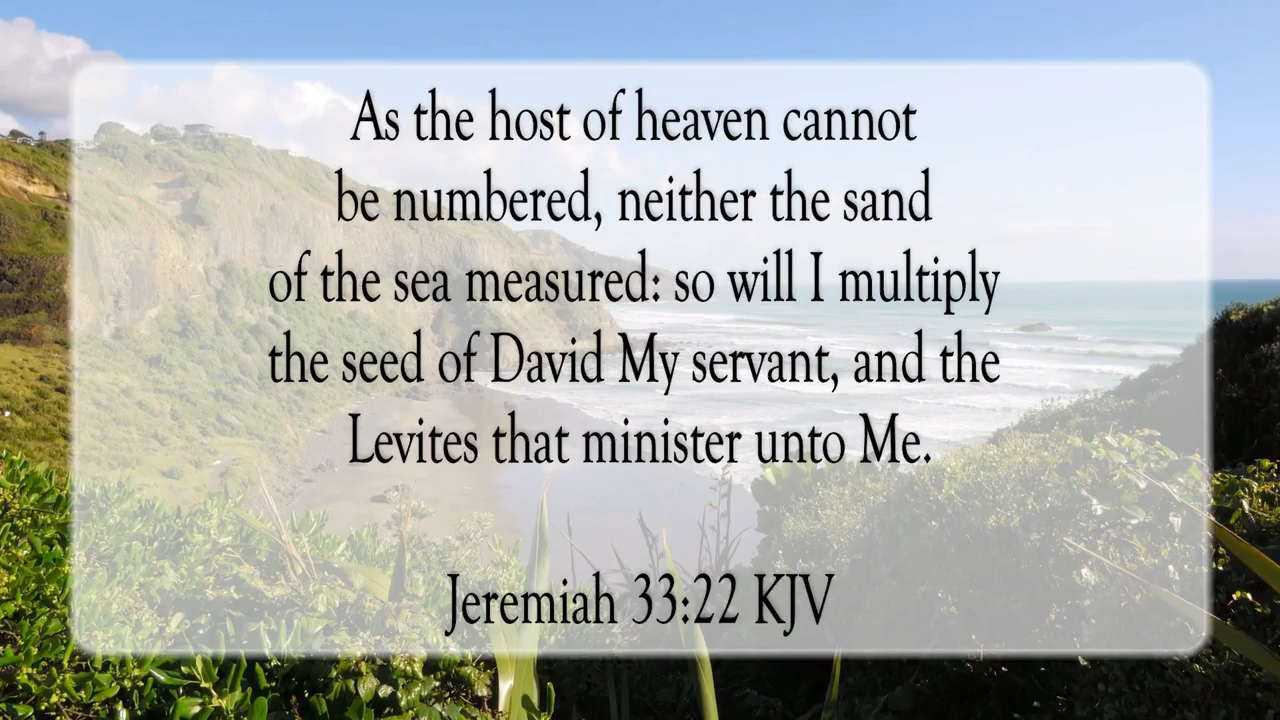 As the host of heaven cannot
be numbered, neither the sand
of the sea measured: so will I multiply
the seed of David My servant, and the
Levites that minister unto Me.
Jeremiah 33:22 KJV